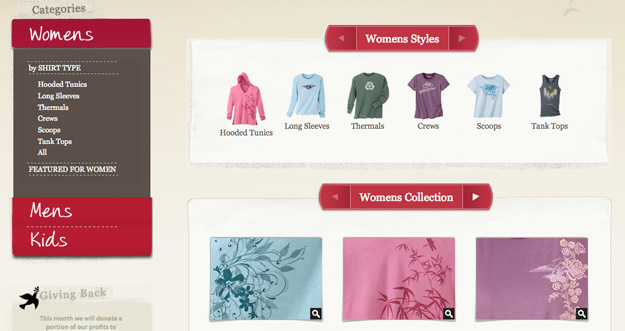 Categories
Womens
by SHIRT TYPE
Hooded Tunics
Long Sleeves
Thermals
Crews
Scoops
Tank Tops
All
FEATURED FOR WOMEN
Mens
Kids
Giving Back
This month we will donate a
portion of our profits to
Womens Styles
Hooded Tunics
Long Sleeves
Thermals
Crews
Scoops
Tank Tops
Womens Collection